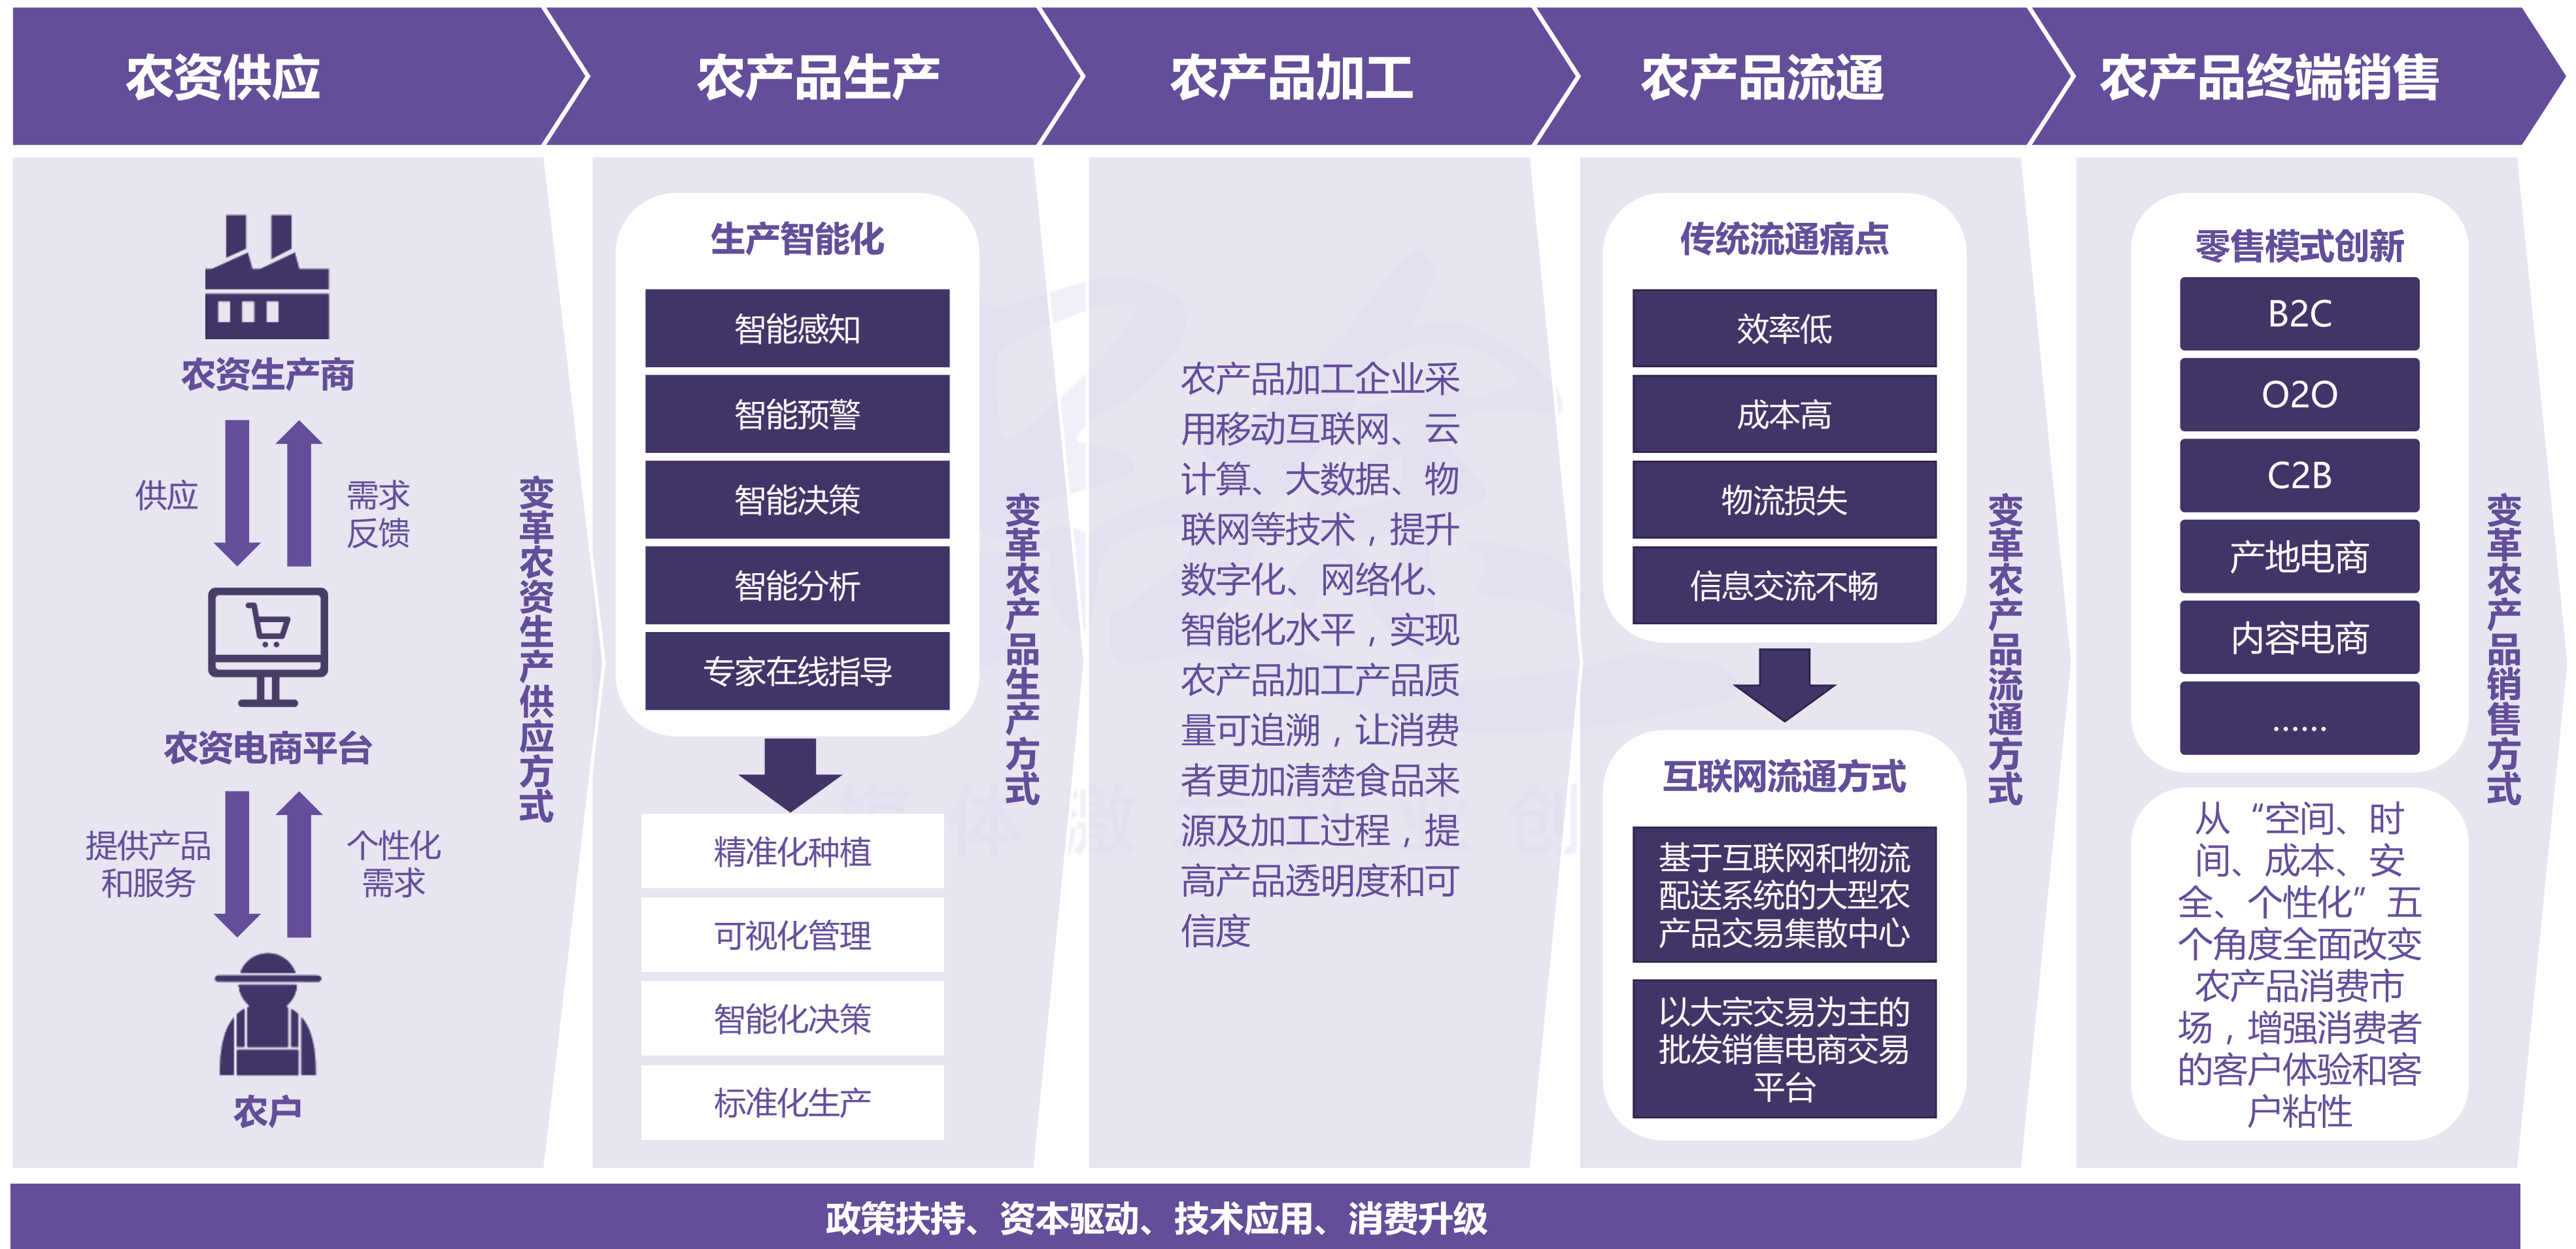 农资供应
农产品生产
农产品加工
农产品流通
农产品终端销售
农资生产商
供应
需求
反馈
农资电商平台
提供产品
和服务
个性化
需求
农户
变革农资生产供应方式
生产智能化
智能感知
智能预警
智能决策
智能分析
专家在线指导
精准化种植
可视化管理
智能化决策
标准化生产
变革农产品生产方式
农产品加工企业采
用移动互联网、云
计算、大数据、物
联网等技术，提升
数字化、网络化、
智能化水平，实现
农产品加工产品质
量可追溯，让消费
者更加清楚食品来
源及加工过程，提
高产品透明度和可
信度
传统流通痛点
效率低
成本高
物流损失
信息交流不畅
互联网流通方式
基于互联网和物流
配送系统的大型农
产品交易集散中心
以大宗交易为主的
批发销售电商交易
平台
变革农产品流通方式
零售模式创新
B2C
O2O
C2B
产地电商
内容电商
……
从“空间、时
间、成本、安
全、个性化”五
个角度全面改变
农产品消费市
场，增强消费者
的客户体验和客
户粘性
变革农产品销售方式
政策扶持、资本驱动、技术应用、消费升级